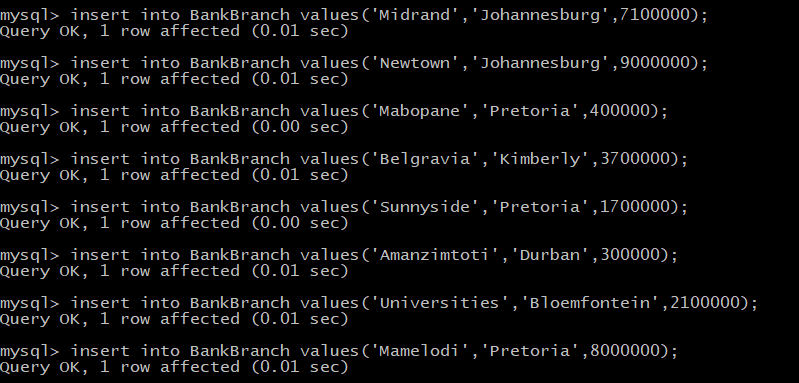 mysql> insert into BankBranch values('Midrand','Johannesburg',7100000);
Query OK, 1 row affected (0.01 sec)
mysql> insert into BankBranch values('Newtown','Johannesburg',9000000);
Query OK, 1 row affected (0.01 sec)
mysql> insert into BankBranch values('Mabopane','Pretoria',400000);
Query OK, 1 row affected (0.00 sec)
mysql> insert into BankBranch values('Belgravia','Kimberly',3700000);
Query OK, 1 row affected (0.01 sec)
mysql> insert into BankBranch values('Sunnyside','Pretoria',1700000);
Query OK, 1 row affected (0.00 sec)
mysql> insert into BankBranch values('Amanzimtoti','Durban',300000);
Query OK, 1 row affected (0.01 sec)
mysql> insert into BankBranch values('Universities','Bloemfontein',2100000);
Query OK, 1 row affected (0.01 sec)
mysql> insert into BankBranch values('Mamelodi','Pretoria',8000000);
Query OK, 1 row affected (0.01 sec)